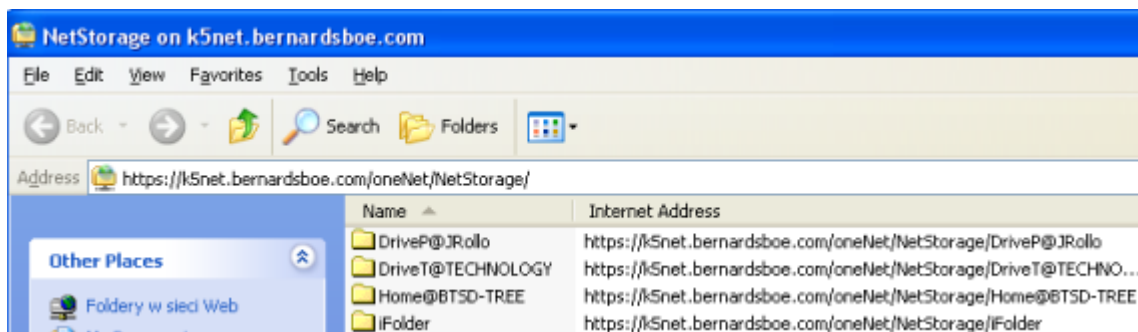 NetStorage on k5net.bernardsboe.com
File Edit View Favorites Tools Help
Back Search Folders
Address https://k5net.bernardsboe.com/oneNet/NetStorage/
Name Internet Address
Other Places
Foldery w sieci Web
DriveP@JRollo https://k5net.bernardsboe.com/oneNet/NetStorage/DriveP@JRollo
DriveT@TECHNOLOGY https://k5net.bernardsboe.com/oneNet/NetStorage/DriveT@TECHNO...
Home@BTSD-TREE https://k5net.bernardsboe.com/oneNet/NetStorage/Home@BTSD-TREE
iFolder https://k5net.bernardsboe.com/oneNet/NetStorage/iFolder